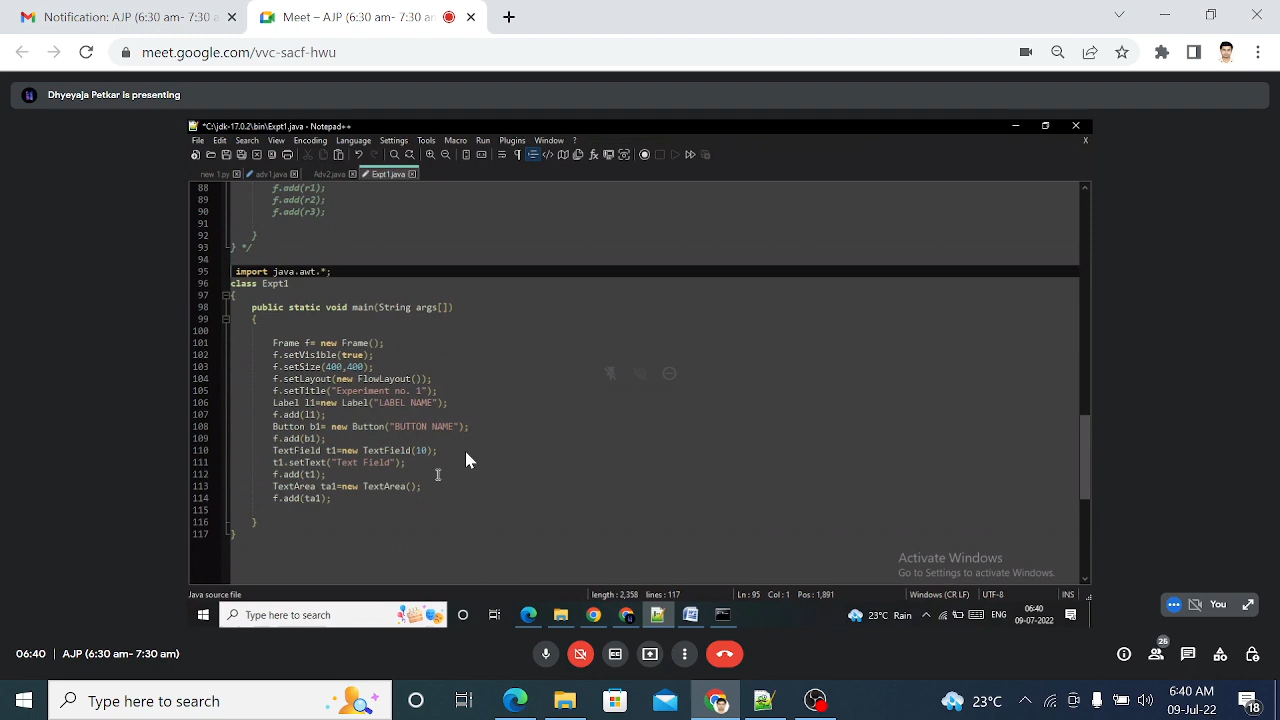 Notification: AJP (6:30 am- 7:30 a
Meet – AJP (6:30 am- 7:30 am
meet.google.com/vvc-sacf-hwu
Dhyeyaja Petkar is presenting
*C:\jdk-17.0.2\bin\Expt1.java - Notepad++
File Edit Search View Encoding Language Settings Tools Macro Run Plugins Window ? X
new 1.py adv1.java Adv2.java Expt1.java
88 f.add(r1);
89 f.add(r2);
90 f.add(r3);
91
92 }
93 } */
94
95 import java.awt.*;
96 class Expt1
97 {
98 public static void main(String args[])
99 {
100
101 Frame f= new Frame();
102 f.setVisible(true);
103 f.setSize(400,400);
104 f.setLayout(new FlowLayout());
105 f.setTitle("Experiment no. 1");
106 Label l1=new Label("LABEL NAME");
107 f.add(l1);
108 Button b1= new Button("BUTTON NAME");
109 f.add(b1);
110 TextField t1=new TextField(10);
111 t1.setText("Text Field");
112 f.add(t1);
113 TextArea ta1=new TextArea();
114 f.add(ta1);
115
116 }
117 }
Activate Windows
Go to Settings to activate Windows.
Java source file length : 2,358 lines : 117 Ln : 95 Col : 1 Pos : 1,891 Windows (CR LF) UTF-8 INS
Type here to search 23°C Rain ENG 06:40
09-07-2022
You
25
06:40 | AJP (6:30 am- 7:30 am)
Type here to search 23°C 6:40 AM
09-Jul-22
18